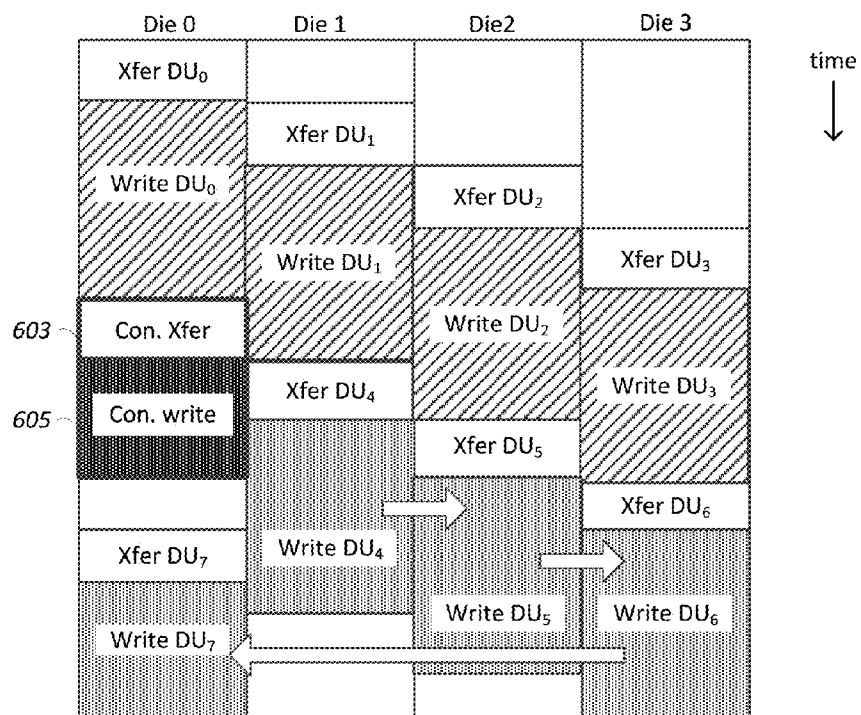 Die 0 Die 1 Die2 Die 3
time
Xfer DU₀
Xfer DU₁
Write DU₀
Xfer DU₂
Xfer DU₃
Write DU₁
603 Con. Xfer
Write DU₂
Write DU₃
Xfer DU₄
605 Con. write
Xfer DU₅
Xfer DU₆
Write DU₄
Xfer DU₇
Write DU₅
Write DU₆
Write DU₇